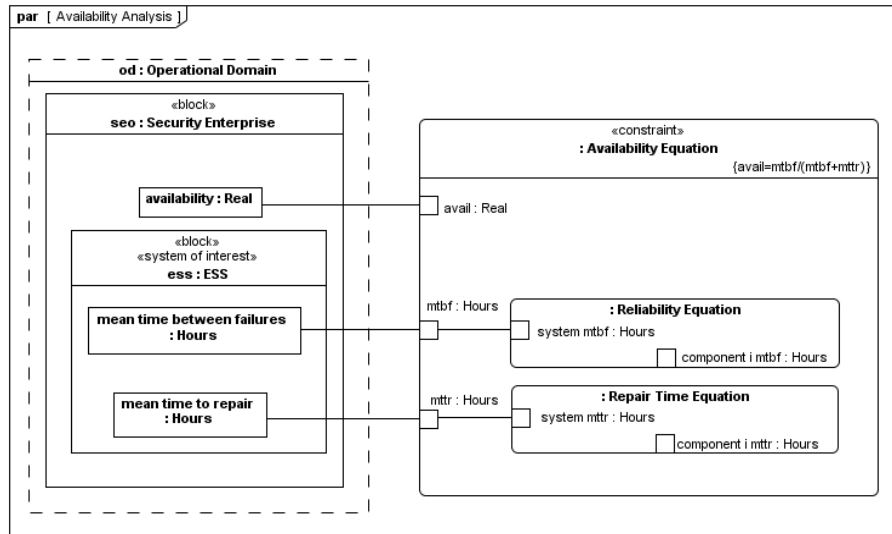 par [ Availability Analysis ]
od : Operational Domain
«block»
seo : Security Enterprise
availability : Real
«block»
«system of interest»
ess : ESS
mean time between failures
: Hours
mean time to repair
: Hours
«constraint»
: Availability Equation
{avail=mtbf/(mtbf+mttr)}
avail : Real
mtbf : Hours
: Reliability Equation
system mtbf : Hours
component i mtbf : Hours
mttr : Hours
: Repair Time Equation
system mttr : Hours
component i mttr : Hours